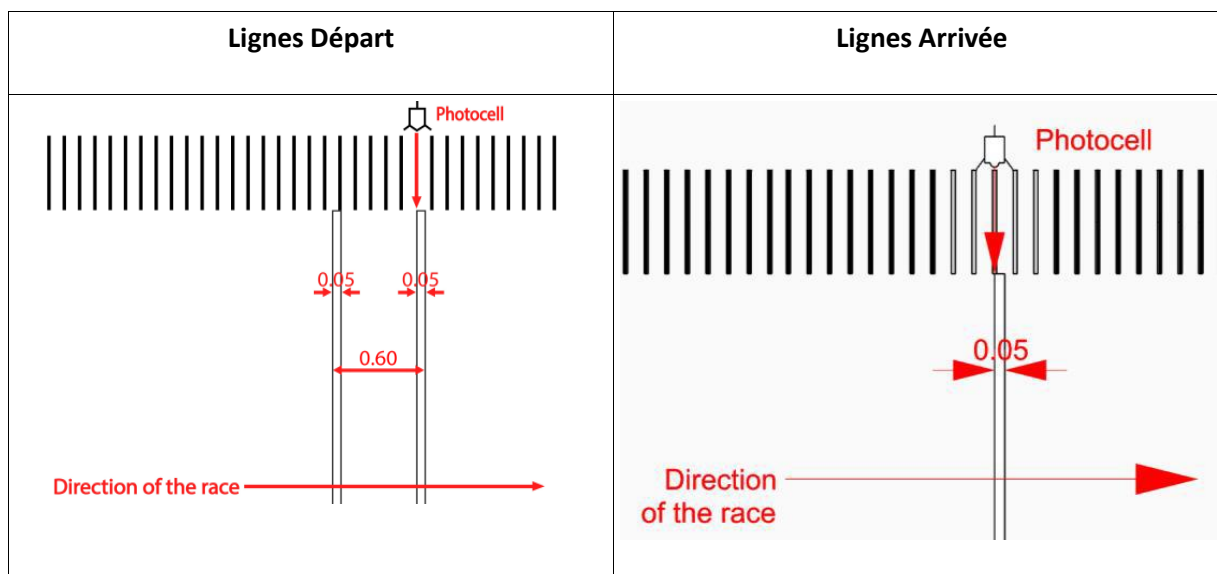 Lignes Départ
Lignes Arrivée
Photocell
0.05
0.05
0.60
Direction of the race
Photocell
0.05
Direction
of the race